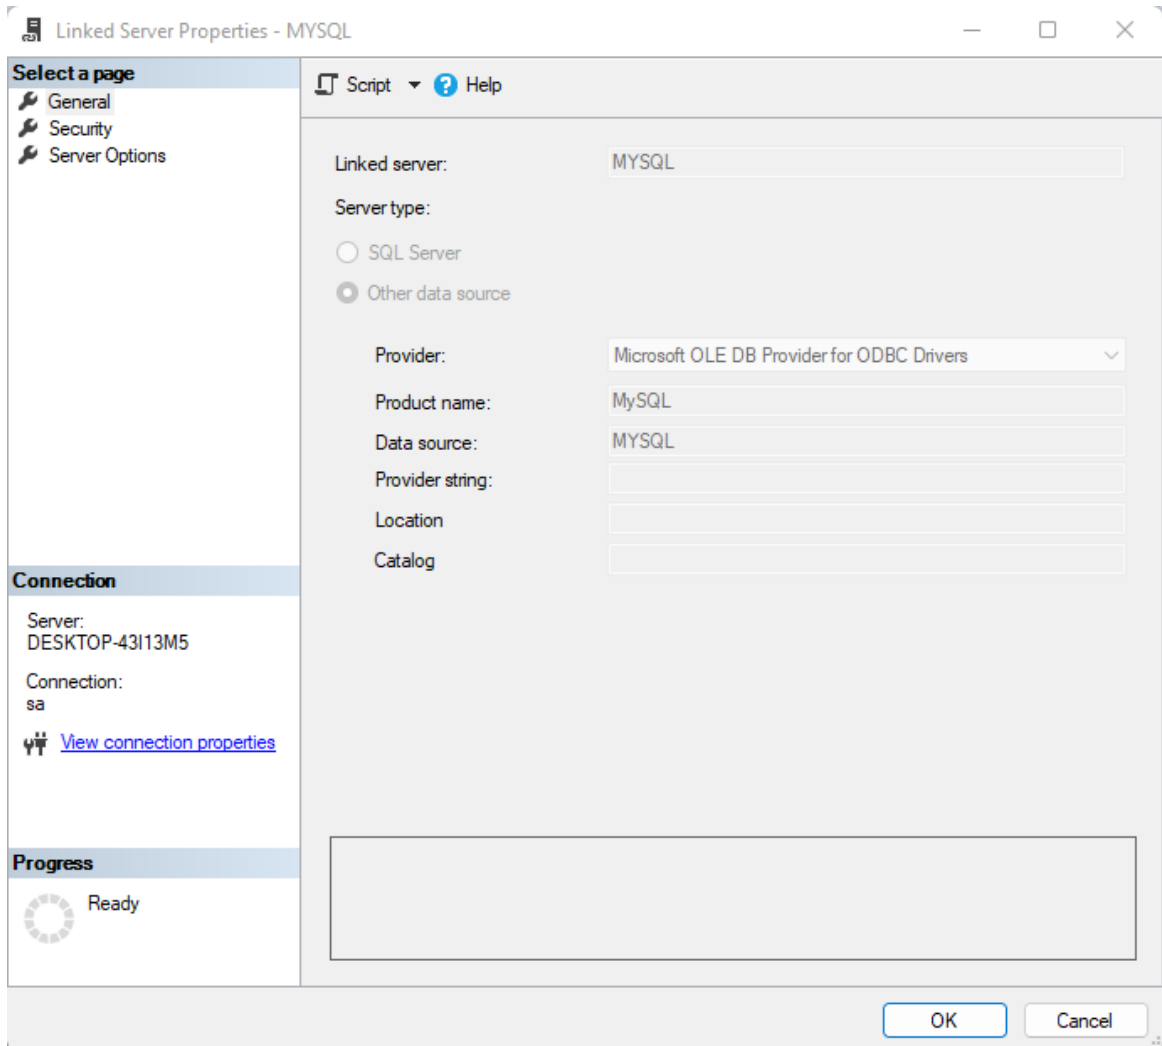 Linked Server Properties - MYSQL
Select a page
General
Security
Server Options
Script
? Help
Linked server: MYSQL
Server type:
SQL Server
Other data source
Provider: Microsoft OLE DB Provider for ODBC Drivers
Product name: MySQL
Data source: MYSQL
Provider string:
Location
Catalog
Connection
Server:
DESKTOP-43I13M5
Connection:
sa
View connection properties
Progress
Ready
OK Cancel